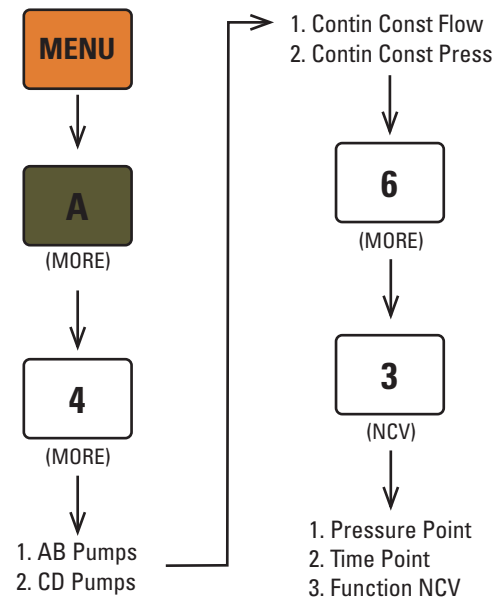 MENU
A
(MORE)
4
(MORE)
1. AB Pumps
2. CD Pumps
1. Contin Const Flow
2. Contin Const Press
6
(MORE)
3
(NCV)
1. Pressure Point
2. Time Point
3. Function NCV